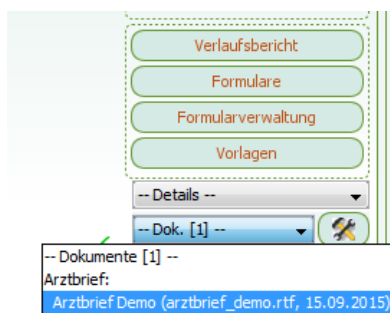 Verlaufsbericht
Formulare
Formularverwaltung
Vorlagen
-- Details --
-- Dok. [1] --
-- Dokumente [1] --
Arztbrief:
Arztbrief Demo (arztbrief_demo.rtf, 15.09.2015)